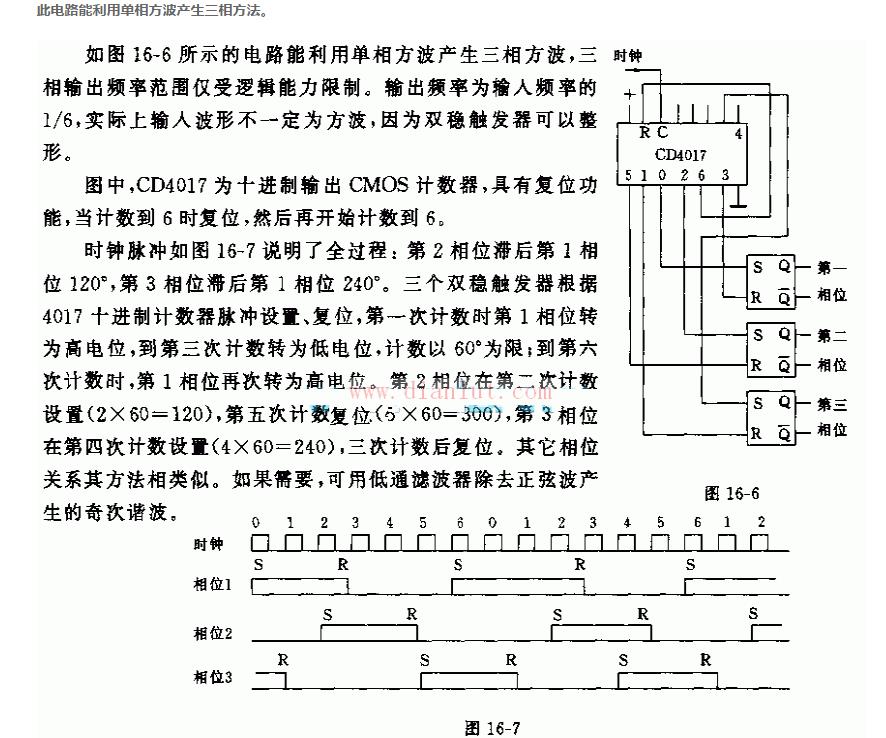 此电路能利用单相方波产生三相方法。
如图 16-6 所示的电路能利用单相方波产生三相方波,三
相输出频率范围仅受逻辑能力限制。输出频率为输入频率的
1/6,实际上输入波形不一定为方波,因为双稳触发器可以整
形。
图中,CD4017 为十进制输出 CMOS 计数器,具有复位功
能,当计数到 6 时复位,然后再开始计数到 6。
时钟脉冲如图 16-7 说明了全过程:第 2 相位滞后第 1 相
位 120°,第 3 相位滞后第 1 相位 240°。三个双稳触发器根据
4017 十进制计数器脉冲设置、复位,第一次计数时第 1 相位转
为高电位,到第三次计数转为低电位,计数以 60°为限;到第六
次计数时,第 1 相位再次转为高电位。第 2 相位在第二次计数
设置(2×60=120),第五次计数复位(5×60=300),第 3 相位
在第四次计数设置(4×60=240),三次计数后复位。其它相位
关系其方法相类似。如果需要,可用低通滤波器除去正弦波产
生的奇次谐波。
www.dianlut.com
时钟
+
R C 4
CD4017
5 1 0 2 6 3
S Q 第一
R Q̄ 相位
S Q 第二
R Q̄ 相位
S Q 第三
R Q̄ 相位
图 16-6
0 1 2 3 4 5 6 0 1 2 3 4 5 6 1 2
时钟
S R S R S
相位1
S R S R S
相位2
R S R S R
相位3
图 16-7